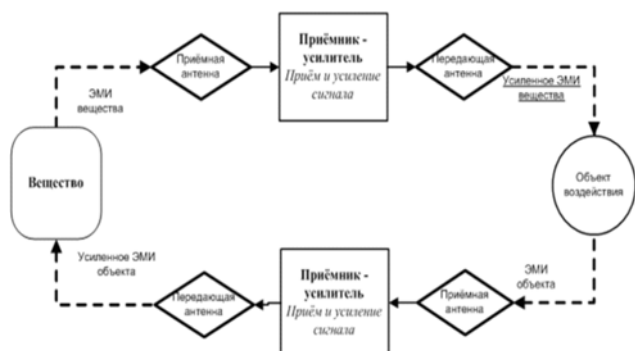 Приёмная
антенна
Приёмник -
усилитель
Приём и усиление
сигнала
Передающая
антенна
ЭМИ
вещества
Усиленное ЭМИ
вещества
Вещество
Объект
воздействия
Усиленное ЭМИ
объекта
Передающая
антенна
Приёмник -
усилитель
Приём и усиление
сигнала
Приёмная
антенна
ЭМИ
объекта